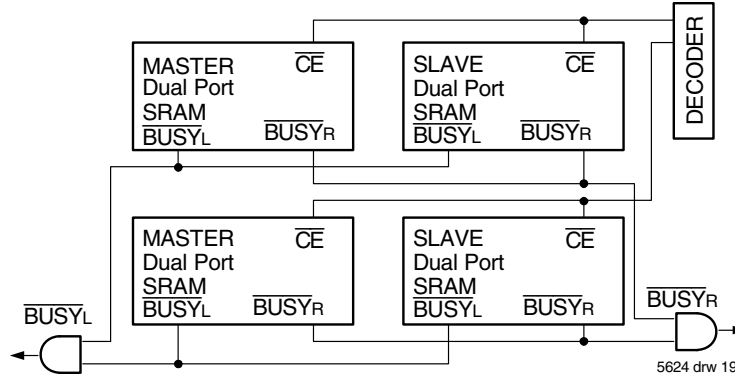 MASTER
Dual Port
SRAM
BUSYL
CE
BUSYR
SLAVE
Dual Port
SRAM
BUSYL
CE
BUSYR
DECODER
MASTER
Dual Port
SRAM
BUSYL
CE
BUSYR
SLAVE
Dual Port
SRAM
BUSYL
CE
BUSYR
BUSYL
BUSYR
5624 drw 19